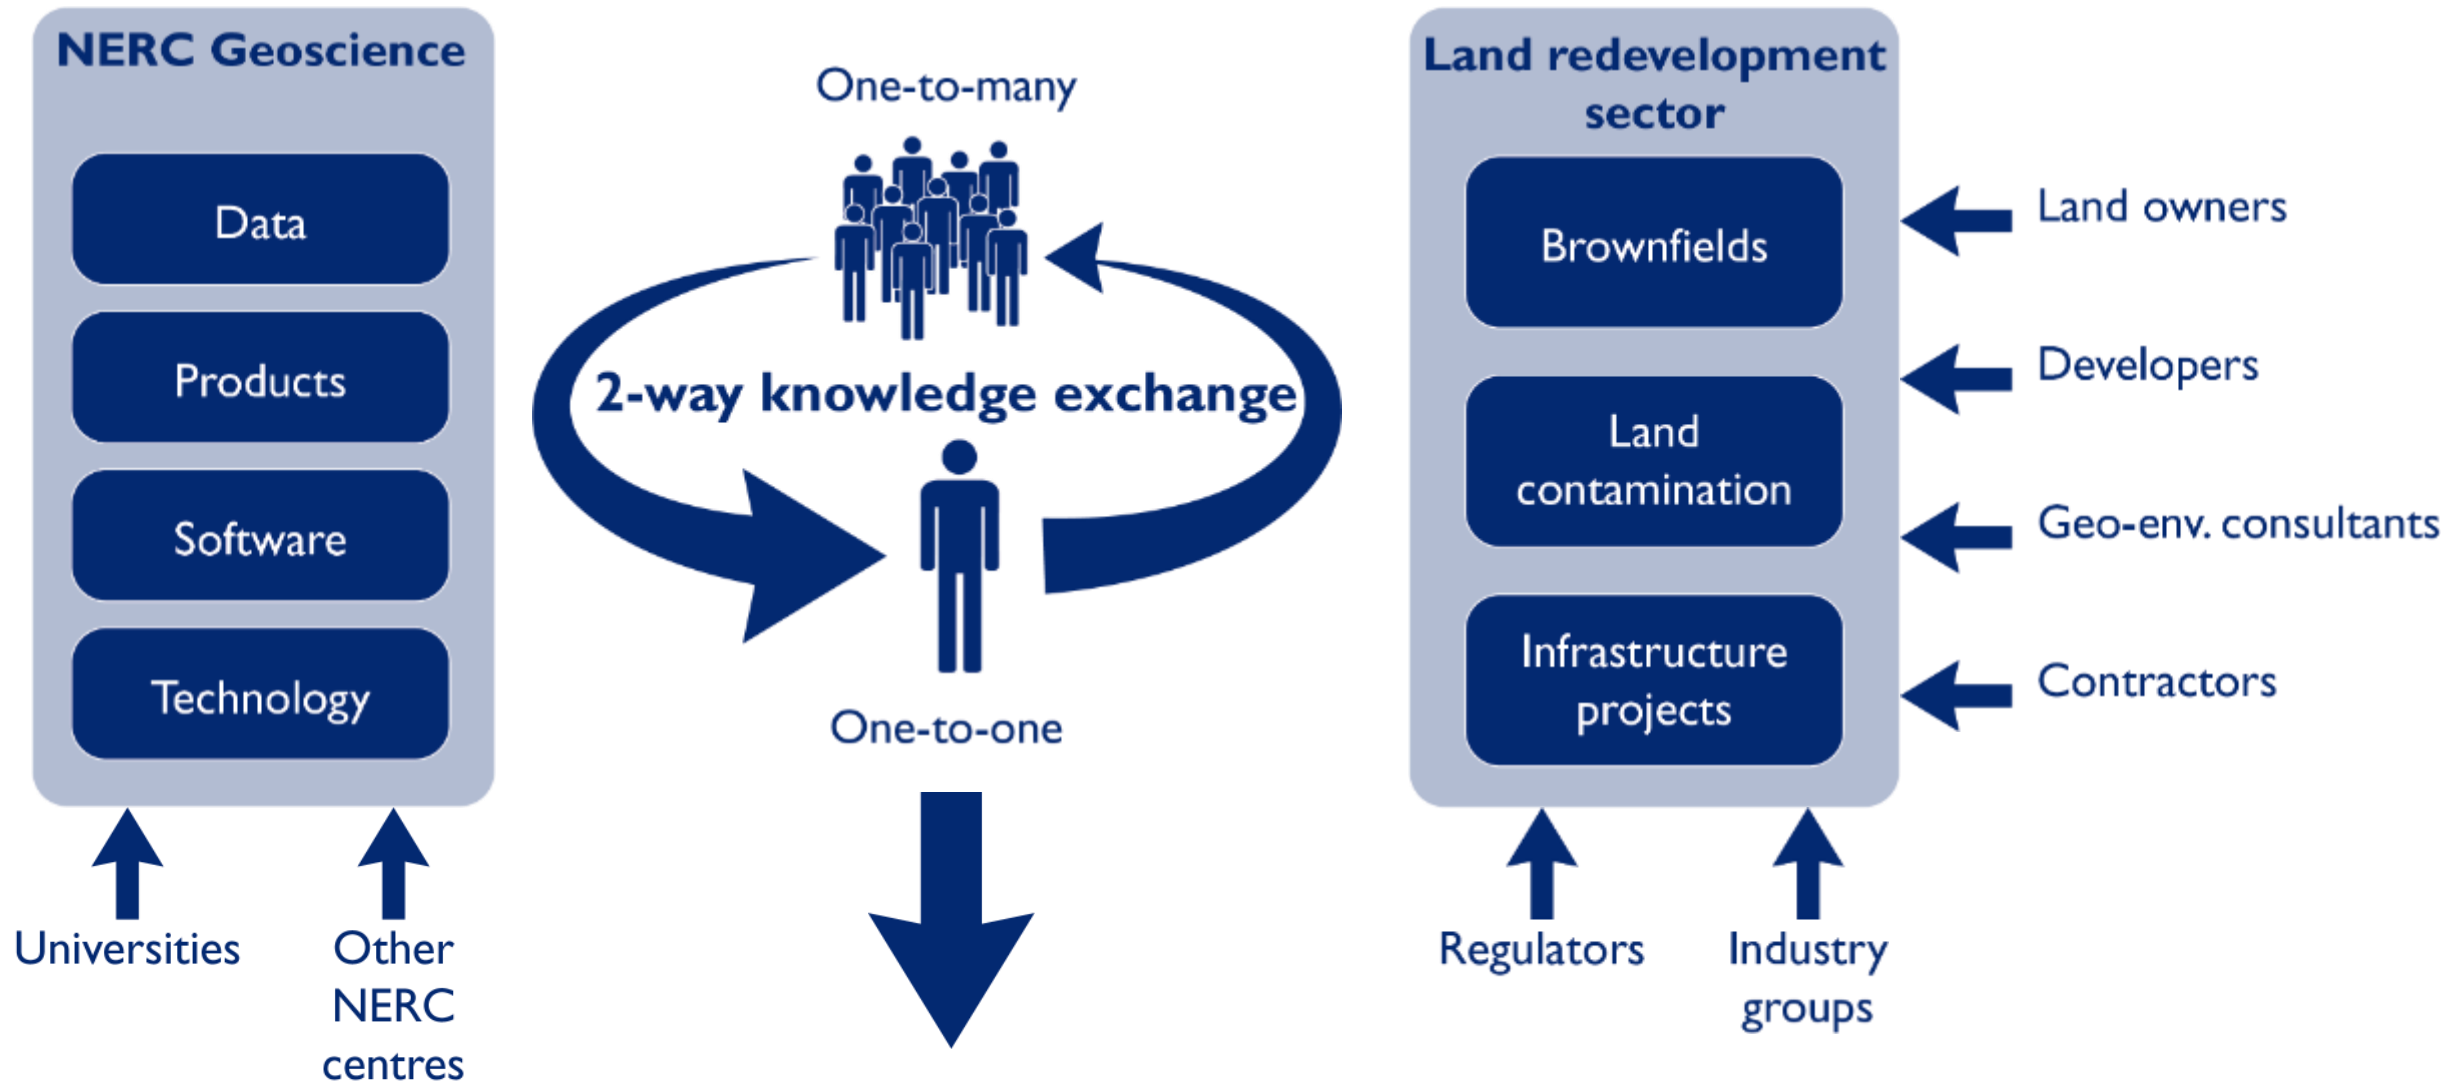 NERC Geoscience
Data
Products
Software
Technology
Universities
Other
NERC
centres
One-to-many
2-way knowledge exchange
One-to-one
Land redevelopment
sector
Brownfields
Land
contamination
Infrastructure
projects
Land owners
Developers
Geo-env. consultants
Contractors
Regulators
Industry
groups